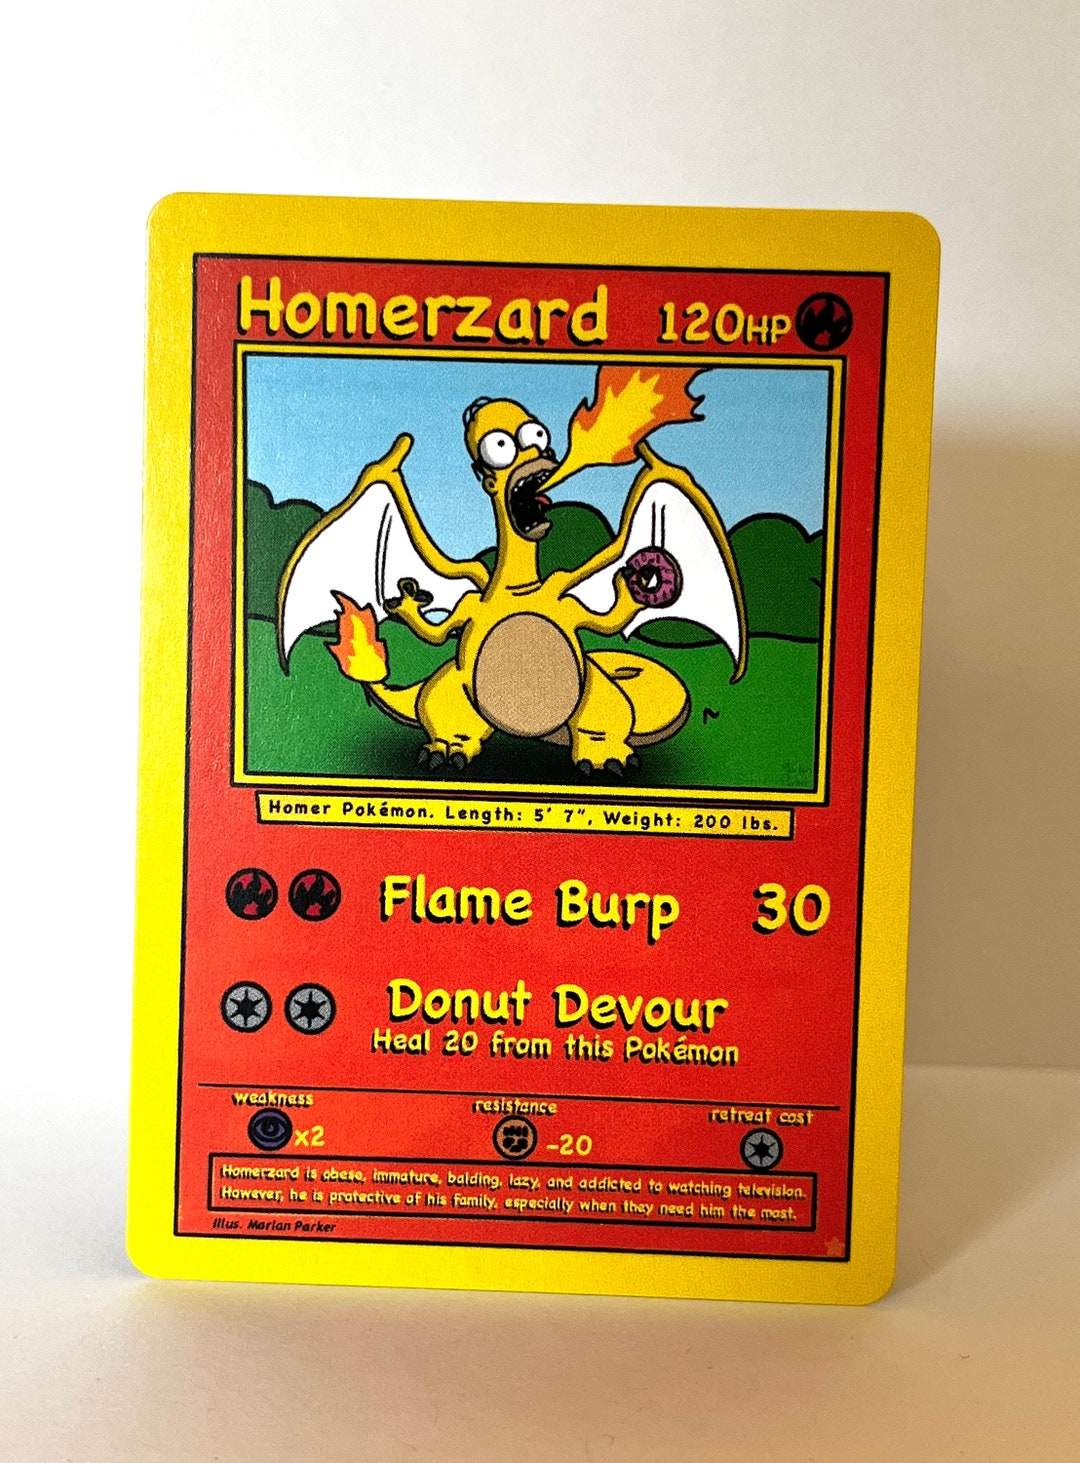 Homerzard 120HP
Homer Pokémon. Length: 5' 7", Weight: 200 lbs.
Flame Burp 30
Donut Devour
Heal 20 from this Pokémon
weakness resistance retreat cost
x2 -20
Homerzard is obese, immature, balding, lazy, and addicted to watching television.
However, he is protective of his family, especially when they need him the most.
Illus. Marian Parker